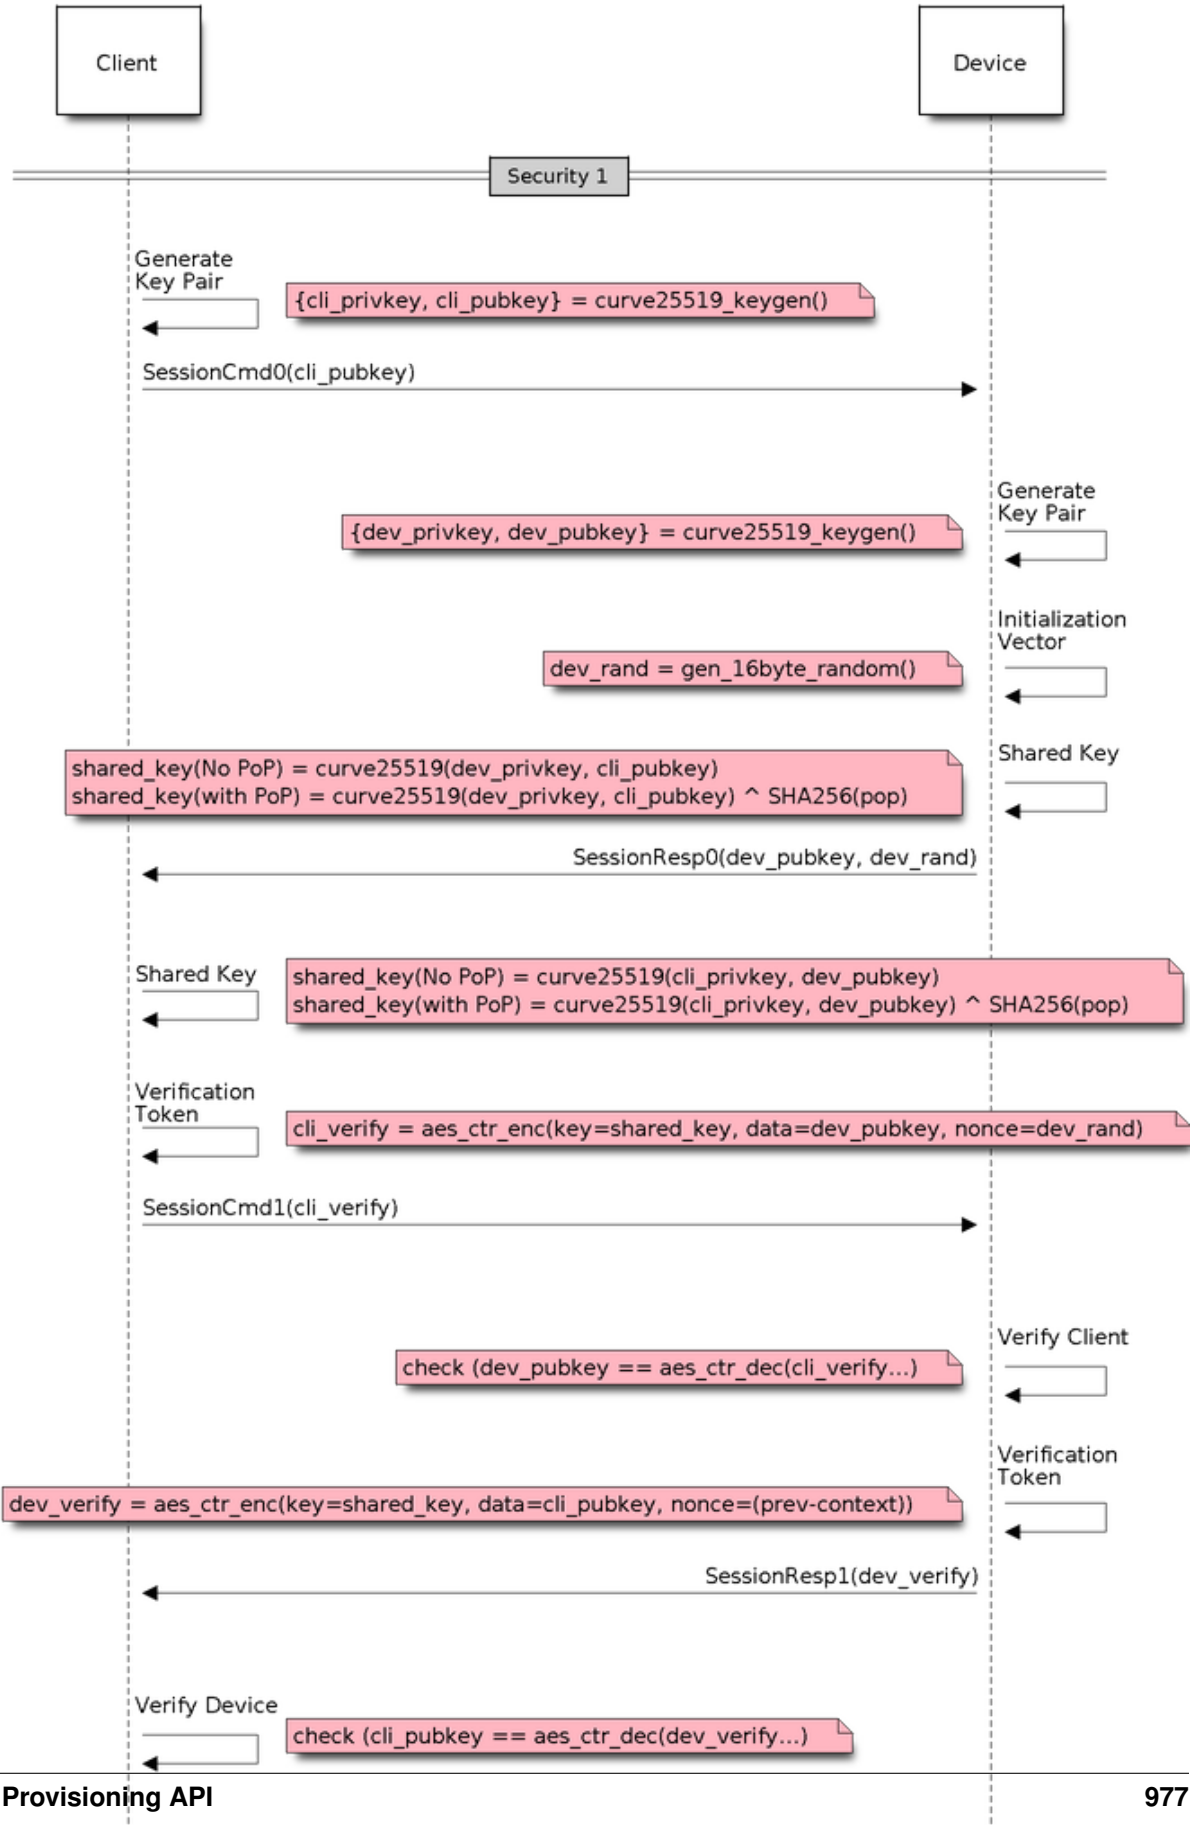 Client
Device
Security 1
Generate
Key Pair
{cli_privkey, cli_pubkey} = curve25519_keygen()
SessionCmd0(cli_pubkey)
Generate
Key Pair
{dev_privkey, dev_pubkey} = curve25519_keygen()
Initialization
Vector
dev_rand = gen_16byte_random()
Shared Key
shared_key(No PoP) = curve25519(dev_privkey, cli_pubkey)
shared_key(with PoP) = curve25519(dev_privkey, cli_pubkey) ^ SHA256(pop)
SessionResp0(dev_pubkey, dev_rand)
Shared Key
shared_key(No PoP) = curve25519(cli_privkey, dev_pubkey)
shared_key(with PoP) = curve25519(cli_privkey, dev_pubkey) ^ SHA256(pop)
Verification
Token
cli_verify = aes_ctr_enc(key=shared_key, data=dev_pubkey, nonce=dev_rand)
SessionCmd1(cli_verify)
Verify Client
check (dev_pubkey == aes_ctr_dec(cli_verify...)
Verification
Token
dev_verify = aes_ctr_enc(key=shared_key, data=cli_pubkey, nonce=(prev-context))
SessionResp1(dev_verify)
Verify Device
check (cli_pubkey == aes_ctr_dec(dev_verify...)
Provisioning API
977